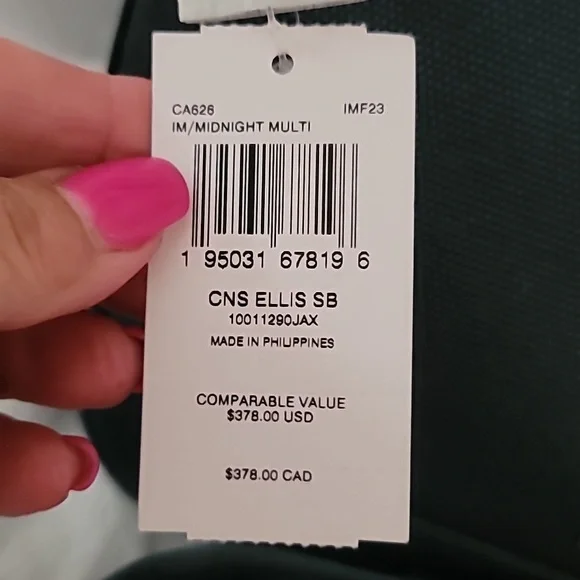 CA626 IMF23
IM/MIDNIGHT MULTI
1 95031 67819 6
CNS ELLIS SB
10011290JAX
MADE IN PHILIPPINES
COMPARABLE VALUE
$378.00 USD
$378.00 CAD